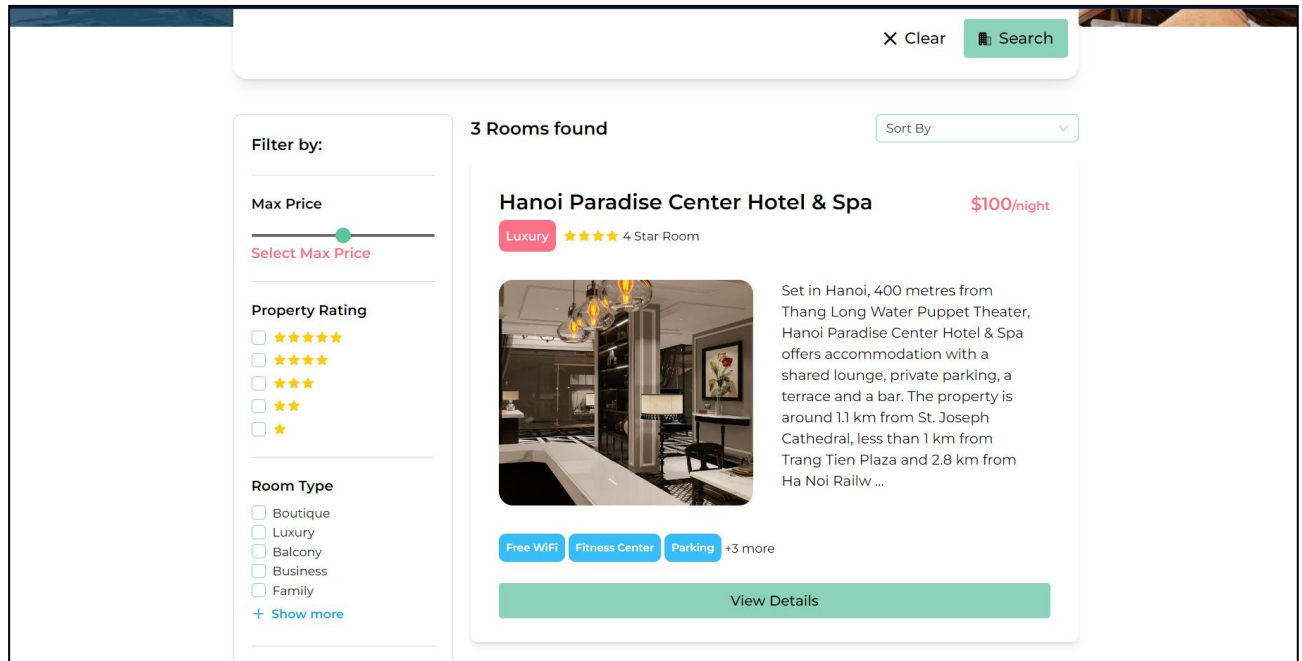 Clear
Search
Filter by:
Max Price
Select Max Price
Property Rating
Room Type
Boutique
Luxury
Balcony
Business
Family
+ Show more
3 Rooms found
Sort By
Hanoi Paradise Center Hotel & Spa
$100/night
Luxury
4 Star Room
Set in Hanoi, 400 metres from
Thang Long Water Puppet Theater,
Hanoi Paradise Center Hotel & Spa
offers accommodation with a
shared lounge, private parking, a
terrace and a bar. The property is
around 1.1 km from St. Joseph
Cathedral, less than 1 km from
Trang Tien Plaza and 2.8 km from
Ha Noi Railw ...
Free WiFi
Fitness Center
Parking
+3 more
View Details